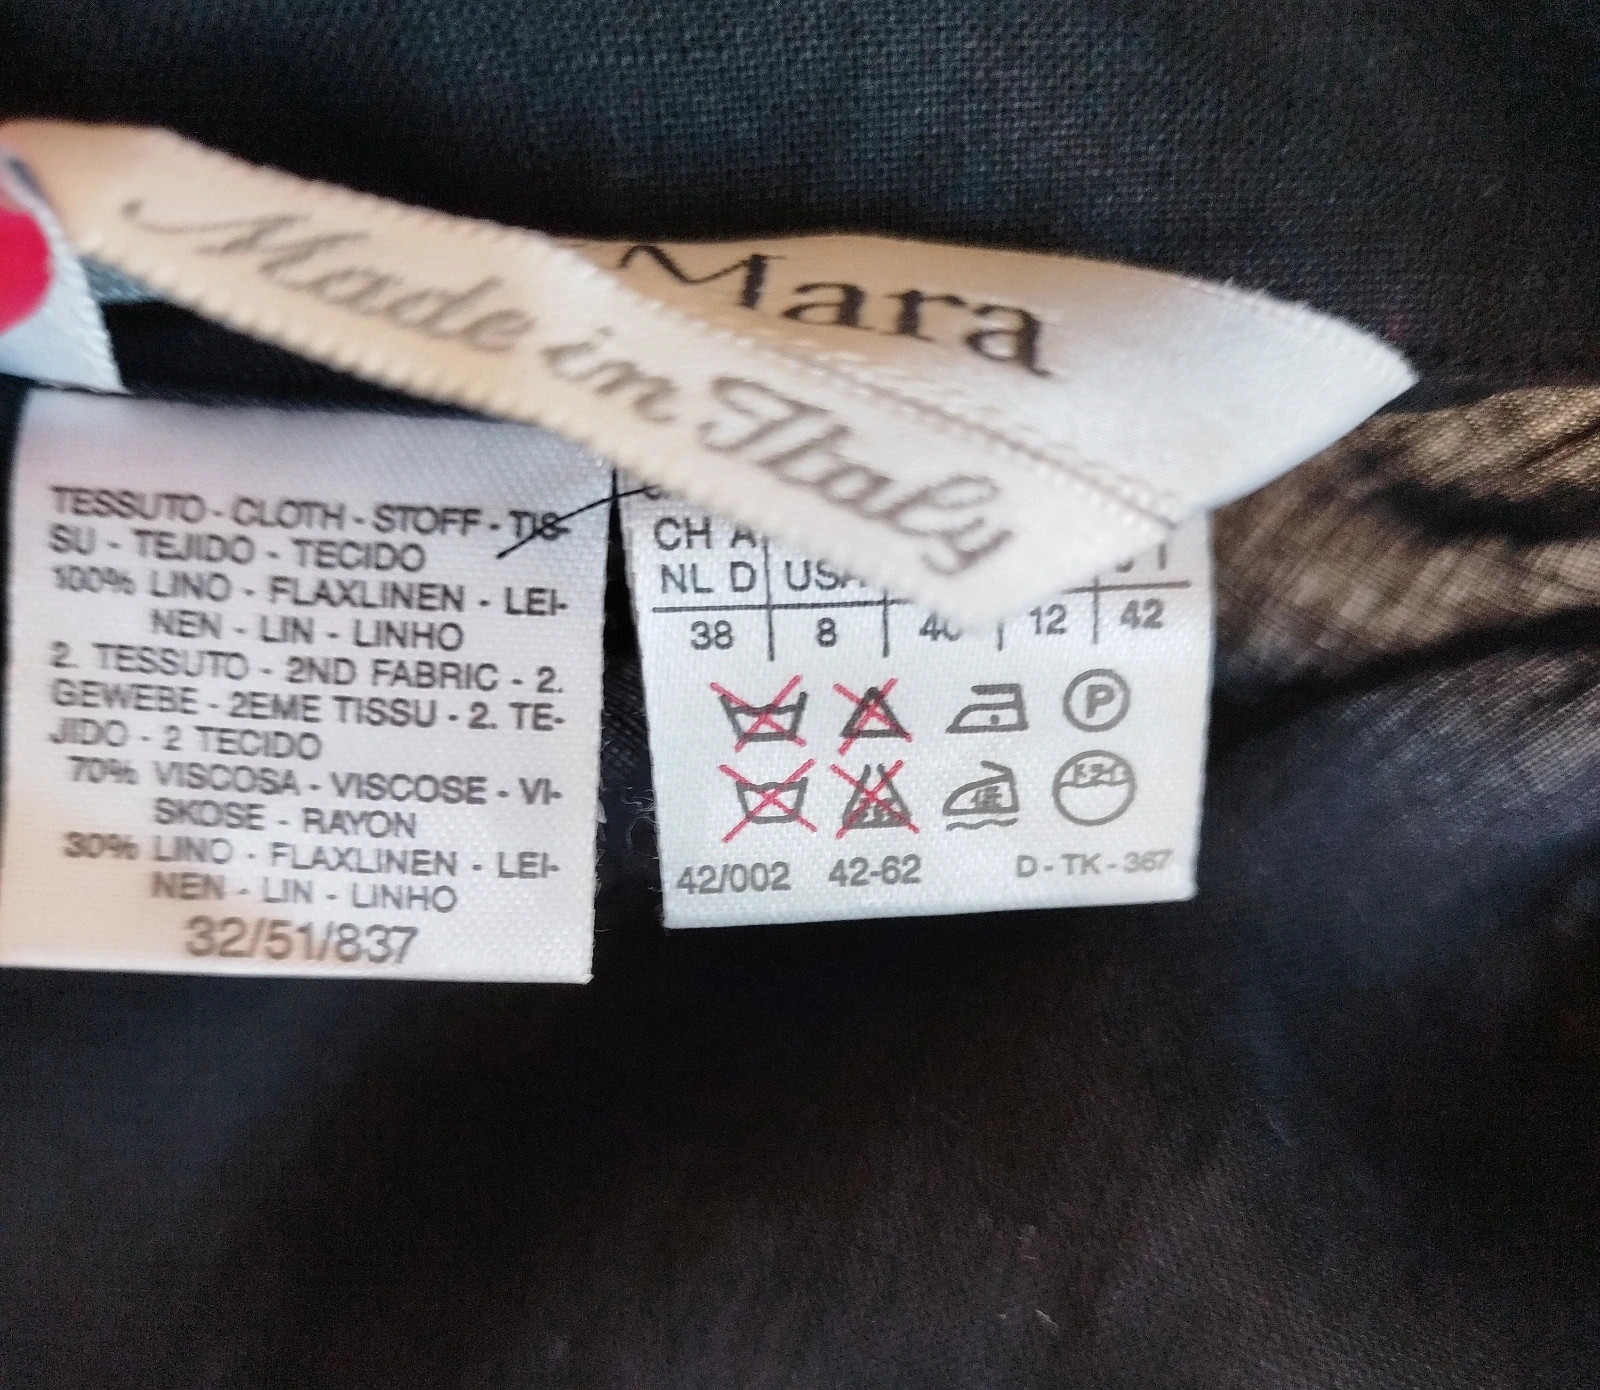 Mara
Made in Italy
TESSUTO - CLOTH - STOFF - TIS-
SU - TEJIDO - TECIDO
100% LINO - FLAXLINEN - LEI-
NEN - LIN - LINHO
2. TESSUTO - 2ND FABRIC - 2.
GEWEBE - 2EME TISSU - 2. TE-
JIDO - 2 TECIDO
70% VISCOSA - VISCOSE - VI-
SKOSE - RAYON
30% LINO - FLAXLINEN - LEI-
NEN - LIN - LINHO
32/51/837
CH A
NL D USA I
38 8 40 12 42
P
42/002 42-62 D - TK - 367